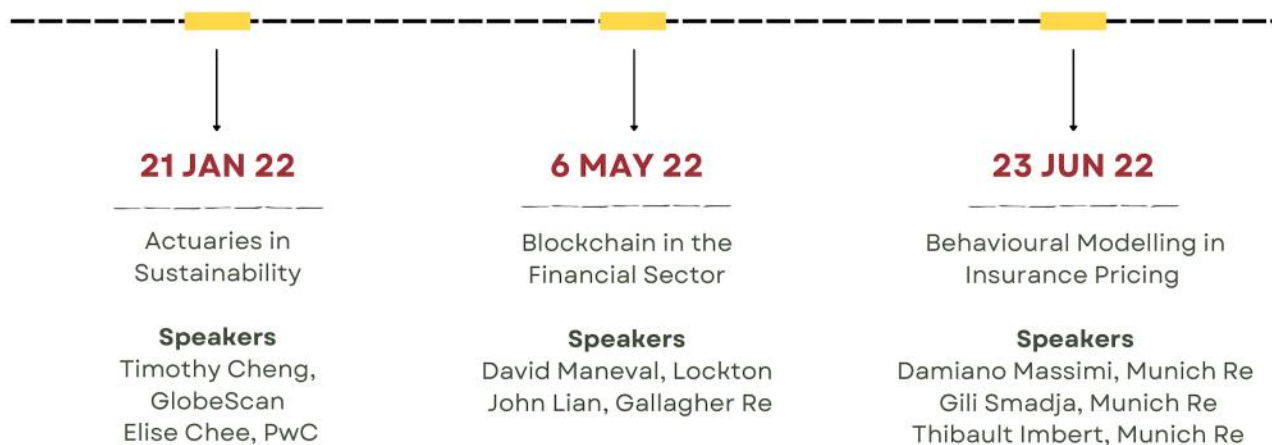 21 JAN 22
Actuaries in
Sustainability
Speakers
Timothy Cheng,
GlobeScan
Elise Chee, PwC
6 MAY 22
Blockchain in the
Financial Sector
Speakers
David Maneval, Lockton
John Lian, Gallagher Re
23 JUN 22
Behavioural Modelling in
Insurance Pricing
Speakers
Damiano Massimi, Munich Re
Gili Smadja, Munich Re
Thibault Imbert, Munich Re